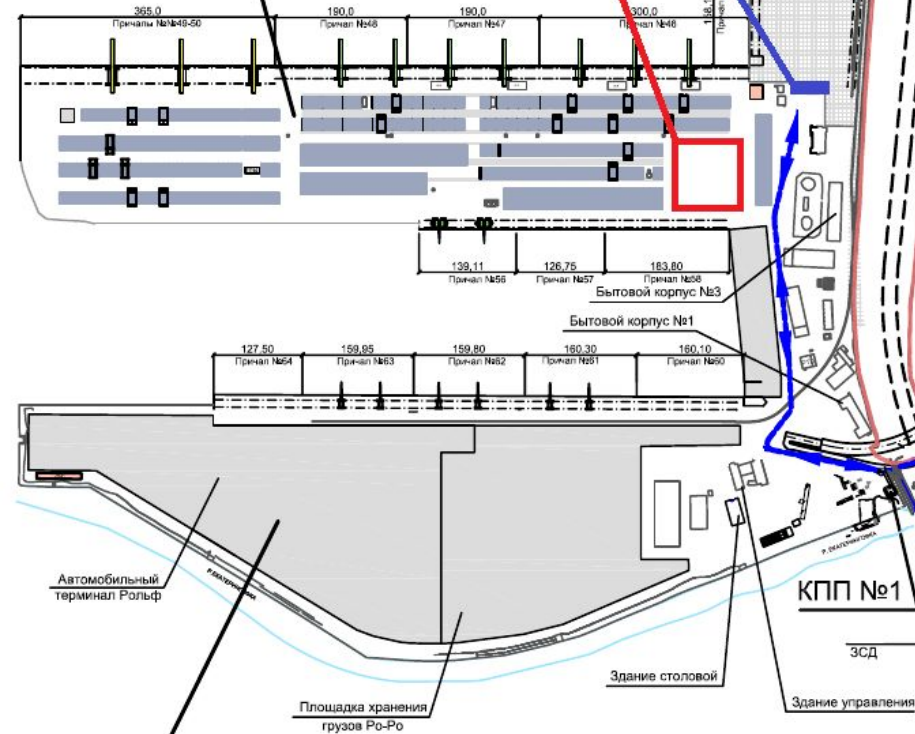 365,0
190,0
190,0
300,0
Причалы №№49-50
Причал №48
Причал №47
Причал №46
139,11
126,75
183,80
Причал №56
Причал №57
Причал №58
Бытовой корпус №3
Бытовой корпус №1
127,50
159,95
159,80
160,30
160,10
Причал №64
Причал №63
Причал №62
Причал №61
Причал №60
Автомобильный
терминал Рольф
Р. ЕКАТЕРИНГОФКА
Р. ЕКАТЕРИНГОФКА
КПП №1
ЗСД
Здание столовой
Здание управления
Площадка хранения
грузов Ро-Ро